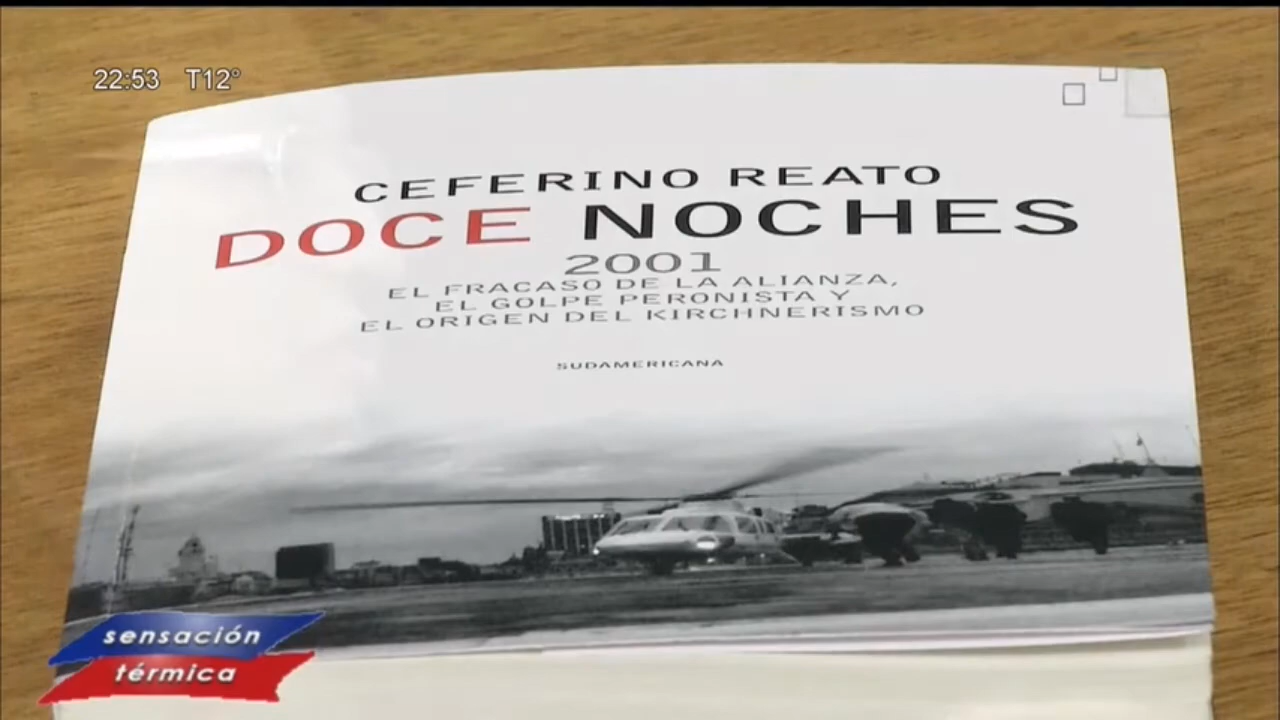 22:53 T12°
CEFERINO REATO
DOCE NOCHES
2001
EL FRACASO DE LA ALIANZA,
EL GOLPE PERONISTA Y
EL ORIGEN DEL KIRCHNERISMO
SUDAMERICANA
sensación
térmica